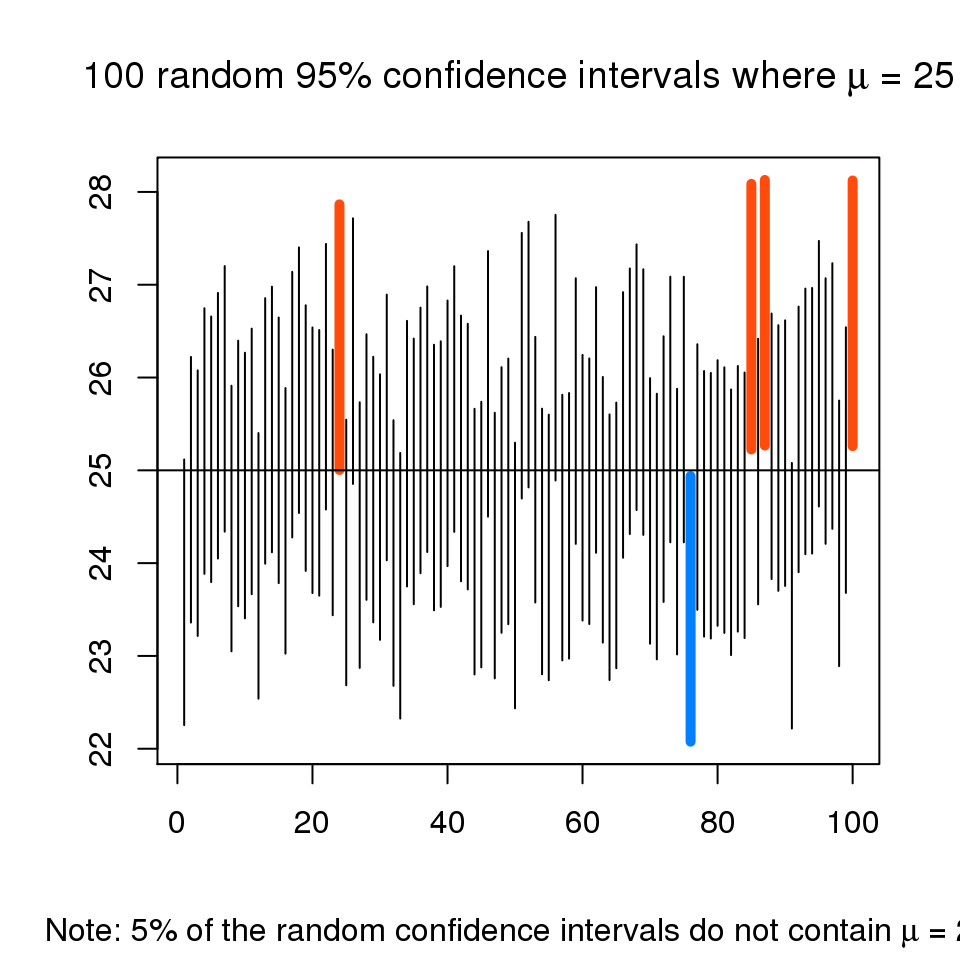 100 random 95% confidence intervals where μ = 25
28
27
26
25
24
23
22
0 20 40 60 80 100
Note: 5% of the random confidence intervals do not contain μ =